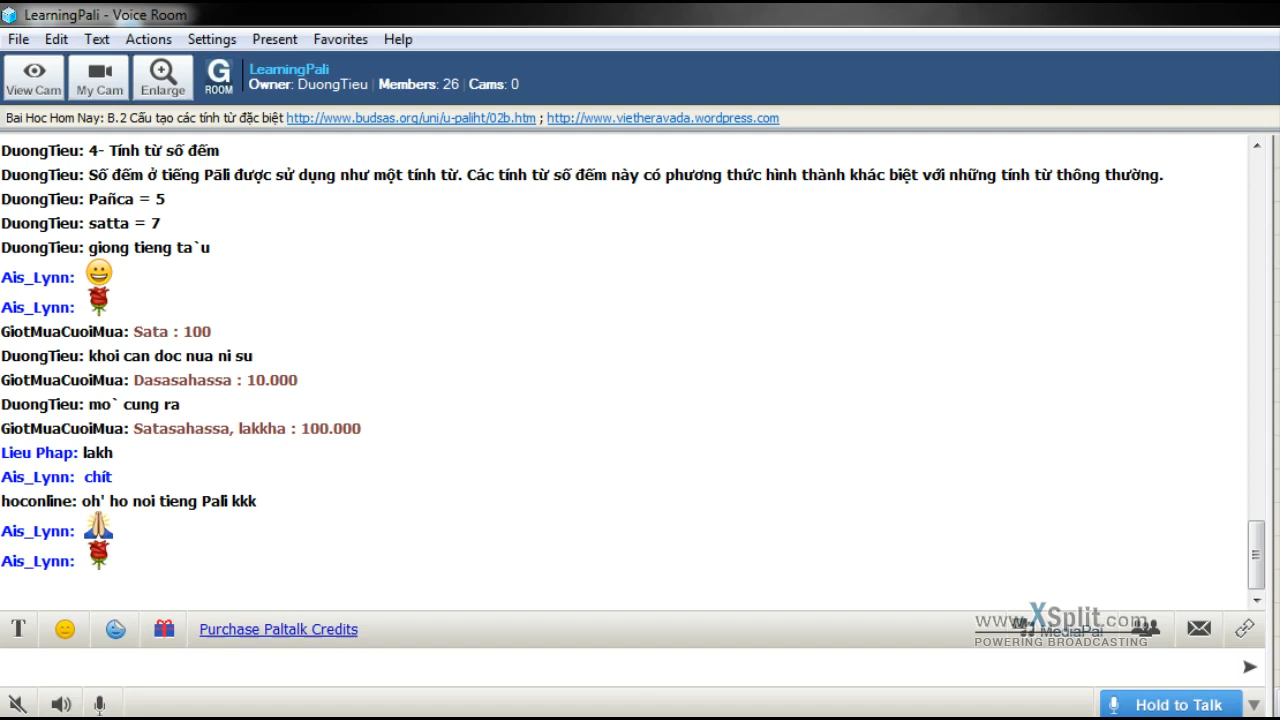 LearningPali - Voice Room
File Edit Text Actions Settings Present Favorites Help
View Cam My Cam Enlarge G ROOM
LearningPali
Owner: DuongTieu | Members: 26 | Cams: 0
Bai Hoc Hom Nay: B.2 Cấu tạo các tính từ đặc biệt http://www.budsas.org/uni/u-paliht/02b.htm ; http://www.vietheravada.wordpress.com
DuongTieu: 4- Tính từ số đếm
DuongTieu: Số đếm ở tiếng Pāli được sử dụng như một tính từ. Các tính từ số đếm này có phương thức hình thành khác biệt với những tính từ thông thường.
DuongTieu: Pañca = 5
DuongTieu: satta = 7
DuongTieu: giong tieng ta`u
Ais_Lynn:
Ais_Lynn:
GiotMuaCuoiMua: Sata : 100
DuongTieu: khoi can doc nua ni su
GiotMuaCuoiMua: Dasasahassa : 10.000
DuongTieu: mo` cung ra
GiotMuaCuoiMua: Satasahassa, lakkha : 100.000
Lieu Phap: lakh
Ais_Lynn: chít
hoconline: oh' ho noi tieng Pali kkk
Ais_Lynn:
Ais_Lynn:
T Purchase Paltalk Credits
www.XSplit.com
MediaPal
POWERING BROADCASTING
Hold to Talk